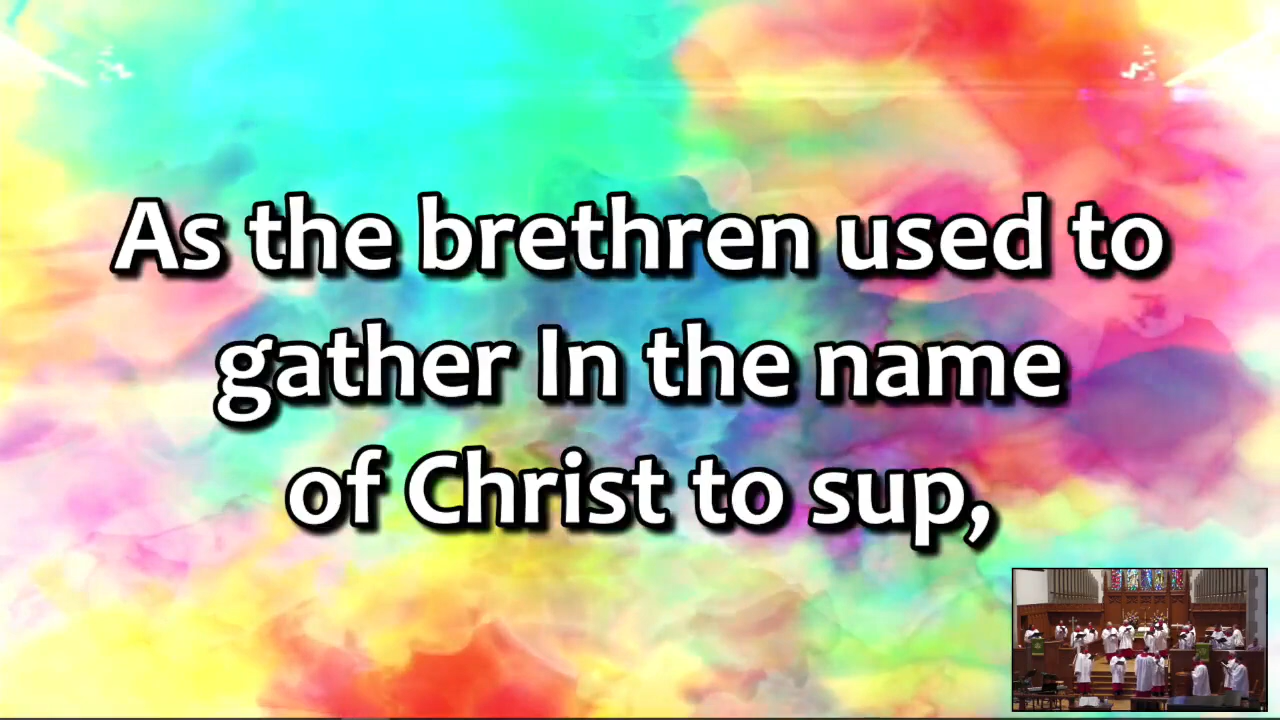 As the brethren used to
gather In the name
of Christ to sup,